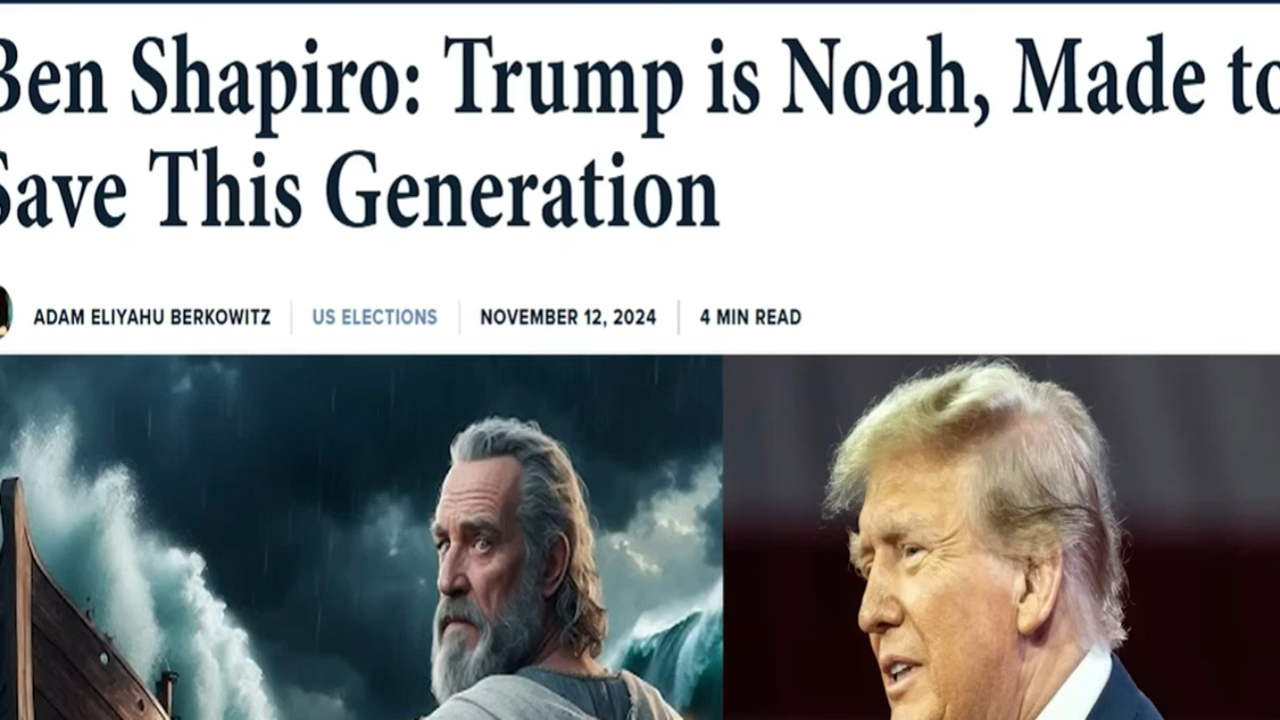 Ben Shapiro: Trump is Noah, Made to
Save This Generation
ADAM ELIYAHU BERKOWITZ US ELECTIONS NOVEMBER 12, 2024 4 MIN READ